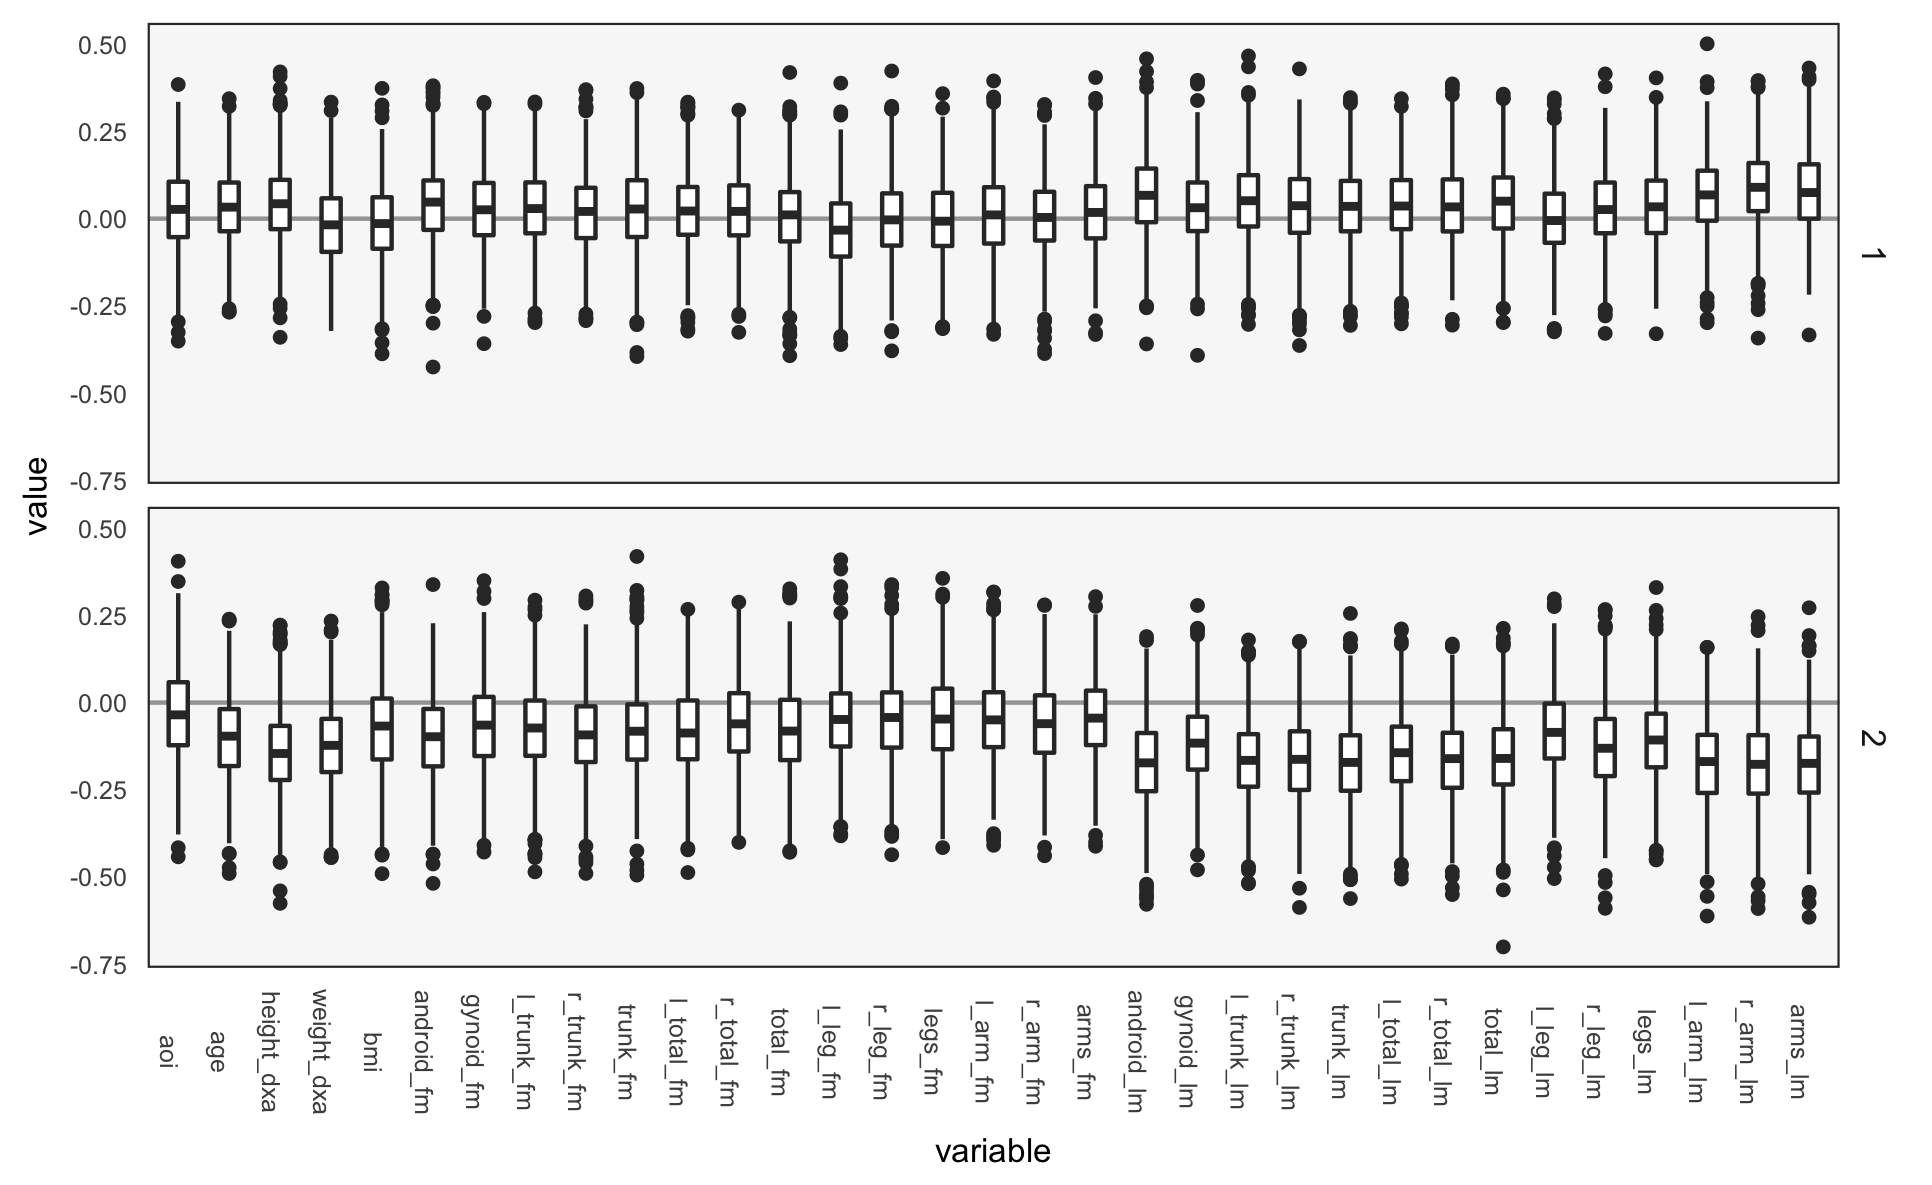 0.50
0.25
0.00
-0.25
-0.50
-0.75
1
value
0.50
0.25
0.00
-0.25
-0.50
-0.75
2
aoi
age
height_dxa
weight_dxa
bmi
android_fm
gynoid_fm
l_trunk_fm
r_trunk_fm
trunk_fm
l_total_fm
r_total_fm
total_fm
l_leg_fm
r_leg_fm
legs_fm
l_arm_fm
r_arm_fm
arms_fm
android_lm
gynoid_lm
l_trunk_lm
r_trunk_lm
trunk_lm
l_total_lm
r_total_lm
total_lm
l_leg_lm
r_leg_lm
legs_lm
l_arm_lm
r_arm_lm
arms_lm
variable